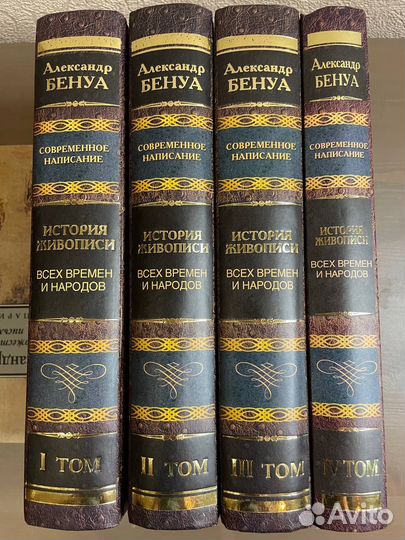 Александр
БЕНУА
СОВРЕМЕННОЕ
НАПИСАНИЕ
ИСТОРИЯ
ЖИВОПИСИ
ВСЕХ ВРЕМЕН
И НАРОДОВ
I ТОМ
Александр
БЕНУА
СОВРЕМЕННОЕ
НАПИСАНИЕ
ИСТОРИЯ
ЖИВОПИСИ
ВСЕХ ВРЕМЕН
И НАРОДОВ
II ТОМ
Александр
БЕНУА
СОВРЕМЕННОЕ
НАПИСАНИЕ
ИСТОРИЯ
ЖИВОПИСИ
ВСЕХ ВРЕМЕН
И НАРОДОВ
III ТОМ
Александр
БЕНУА
СОВРЕМЕННОЕ
НАПИСАНИЕ
ИСТОРИЯ
ЖИВОПИСИ
ВСЕХ ВРЕМЕН
И НАРОДОВ
IV ТОМ
Avito